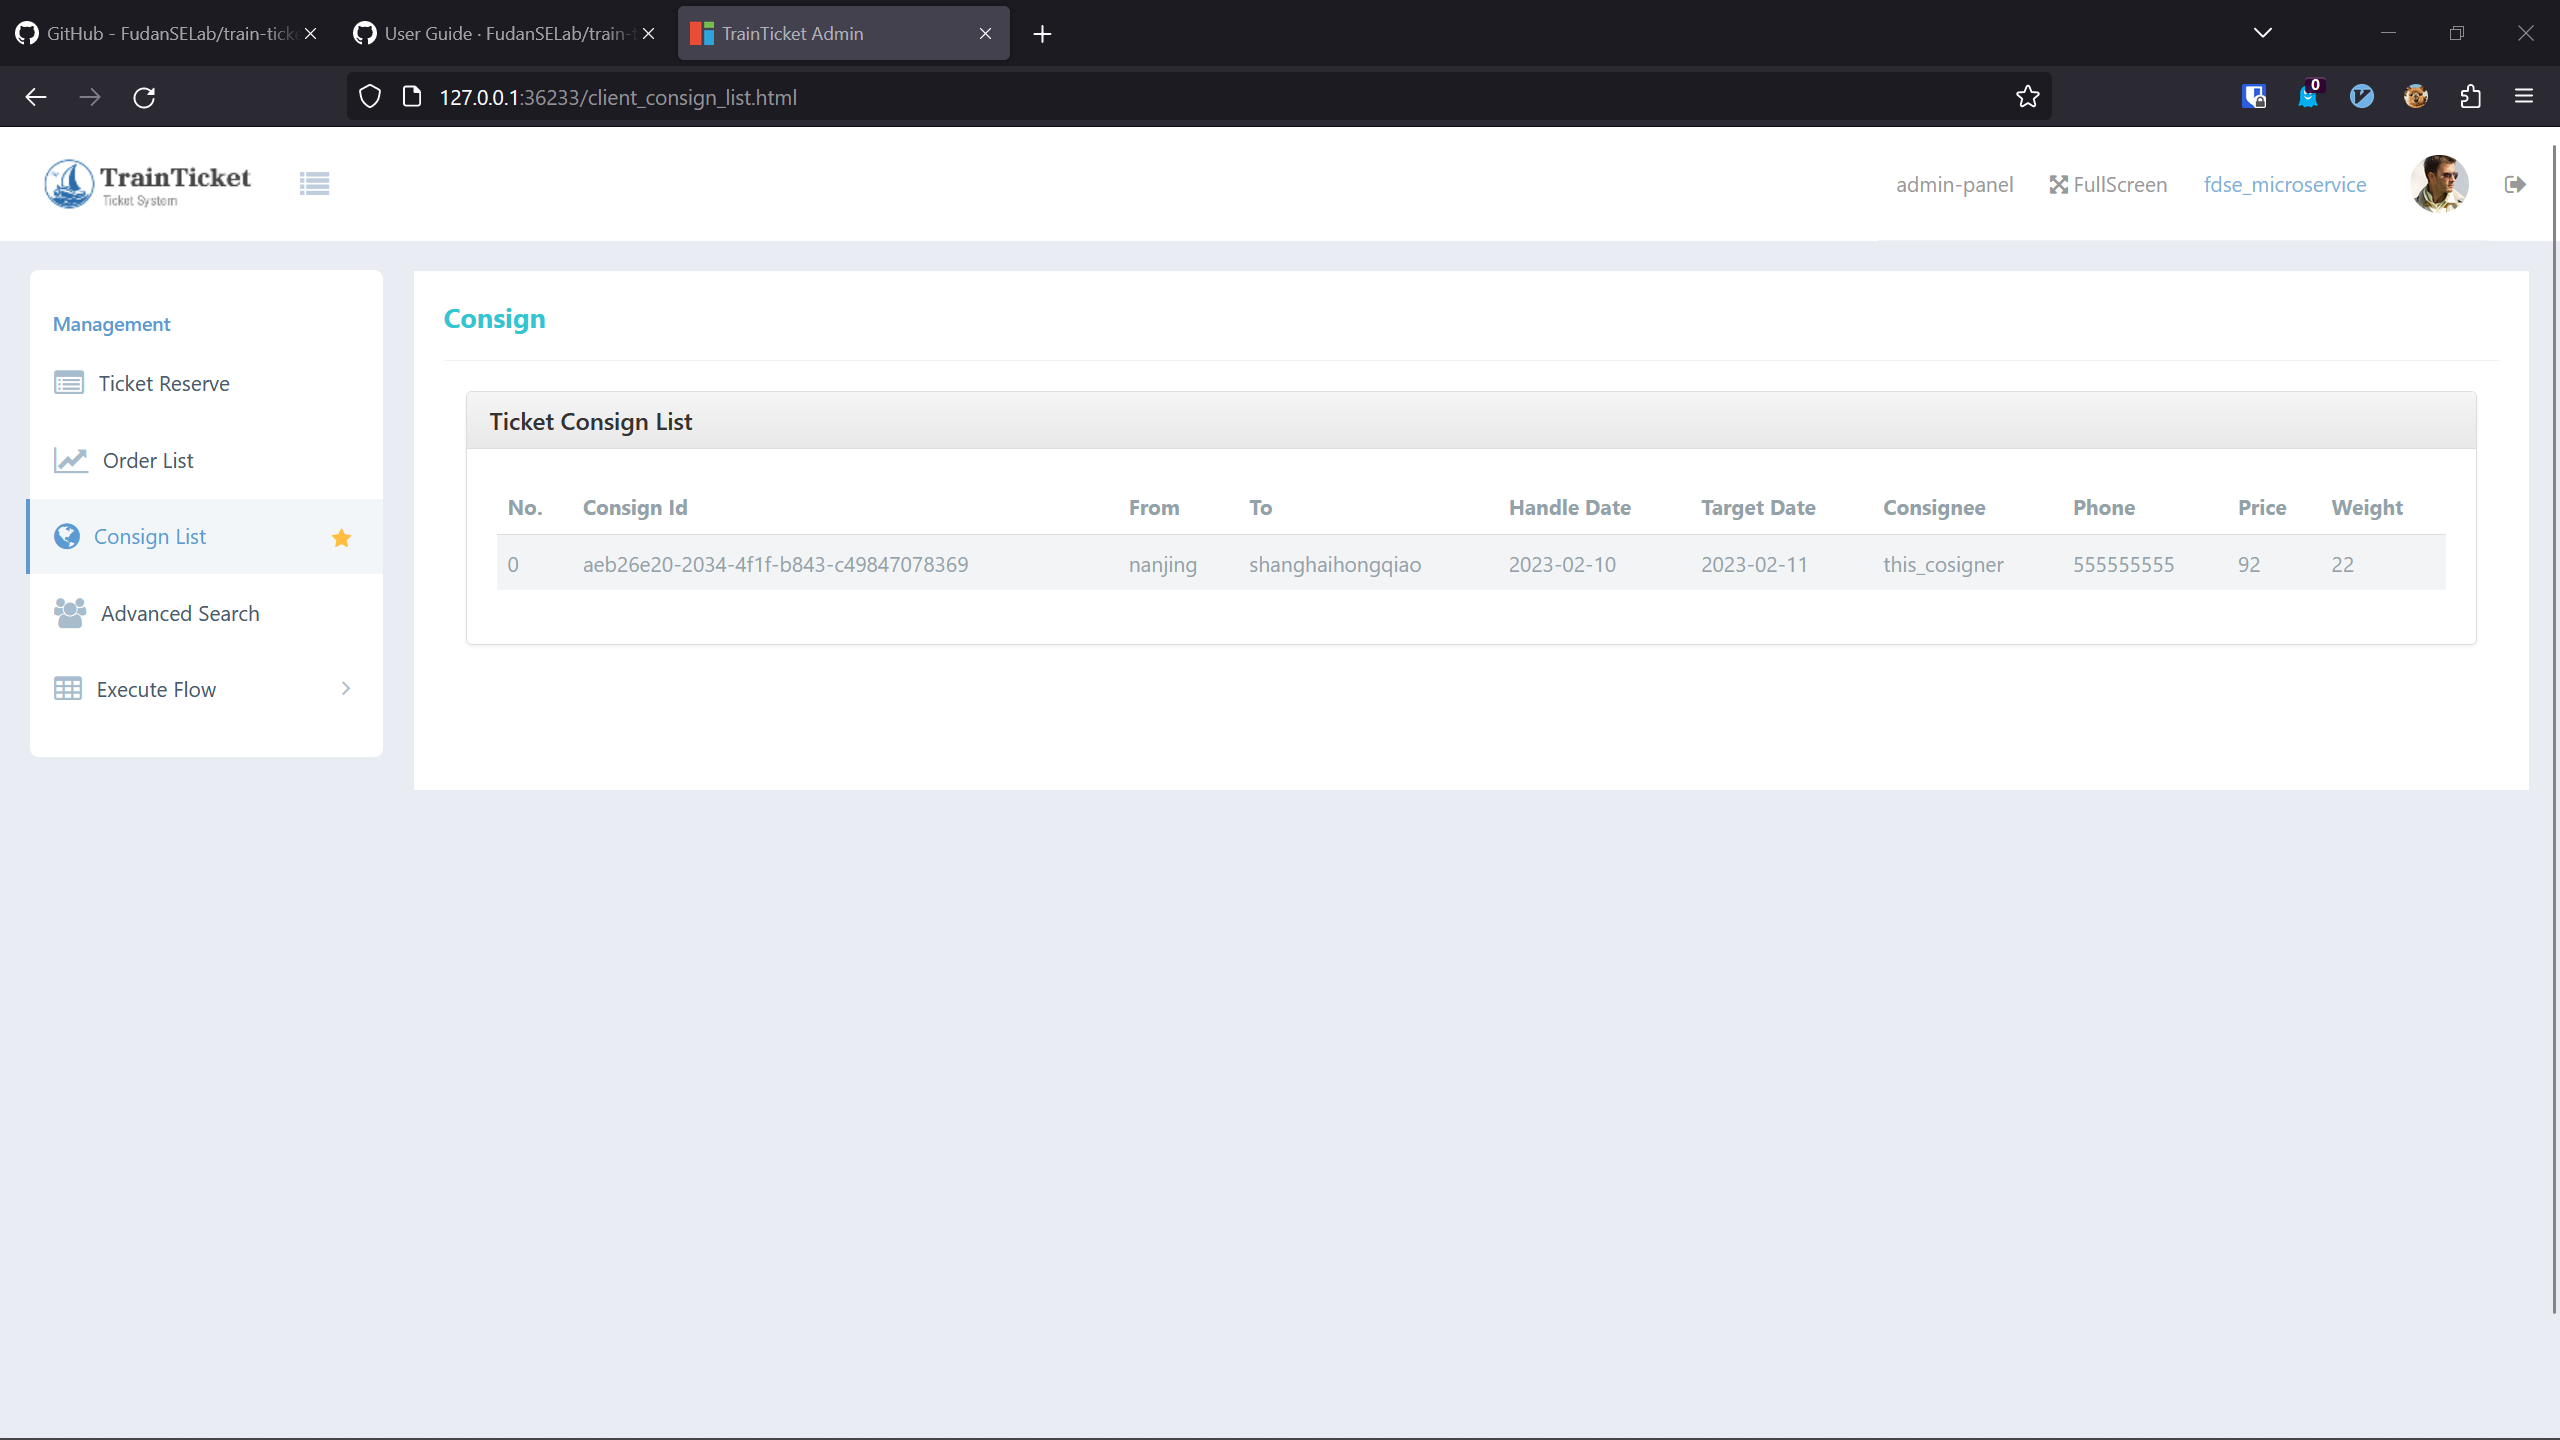 GitHub - FudanSELab/train-ticke
User Guide · FudanSELab/train-t
TrainTicket Admin
127.0.0.1:36233/client_consign_list.html
0
TrainTicket
Ticket System
admin-panel
FullScreen
fdse_microservice
Management
Ticket Reserve
Order List
Consign List
Advanced Search
Execute Flow
Consign
Ticket Consign List
No. Consign Id From To Handle Date Target Date Consignee Phone Price Weight
0 aeb26e20-2034-4f1f-b843-c49847078369 nanjing shanghaihongqiao 2023-02-10 2023-02-11 this_cosigner 555555555 92 22